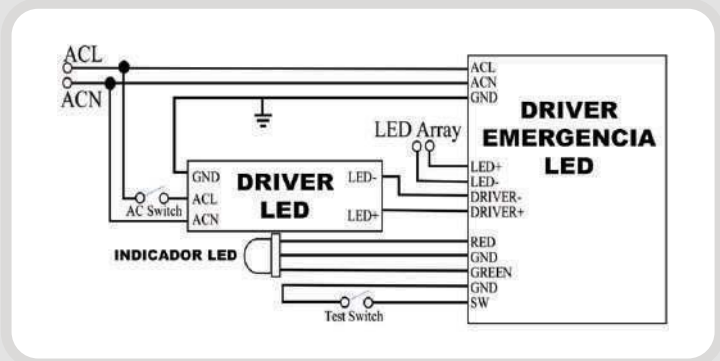 ACL
ACN
ACL
ACN
GND
DRIVER
EMERGENCIA
LED
LED Array
LED+
LED-
DRIVER-
DRIVER+
GND
ACL
ACN
DRIVER
LED
LED-
LED+
AC Switch
INDICADOR LED
RED
GND
GREEN
GND
SW
Test Switch